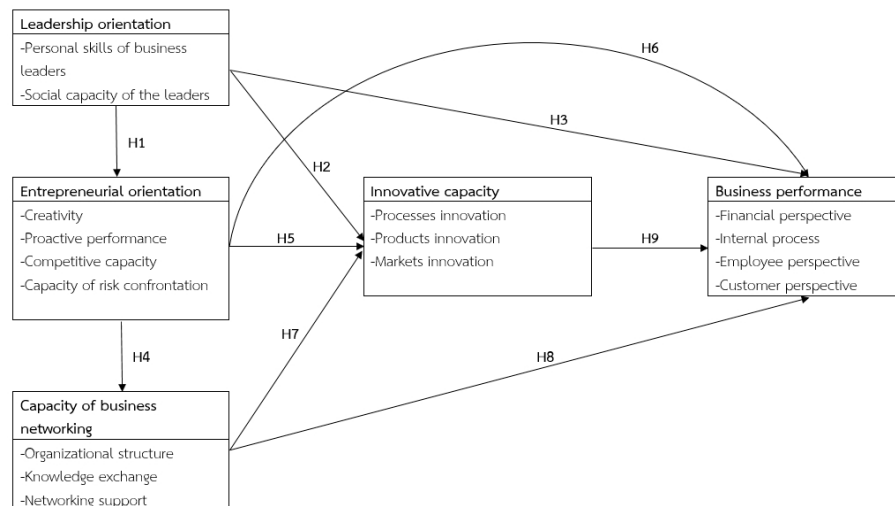 Leadership orientation
-Personal skills of business
leaders
-Social capacity of the leaders
H6
H3
H1
H2
Entrepreneurial orientation
-Creativity
-Proactive performance
-Competitive capacity
-Capacity of risk confrontation
H5
Innovative capacity
-Processes innovation
-Products innovation
-Markets innovation
H9
Business performance
-Financial perspective
-Internal process
-Employee perspective
-Customer perspective
H4
H7
H8
Capacity of business
networking
-Organizational structure
-Knowledge exchange
-Networking support